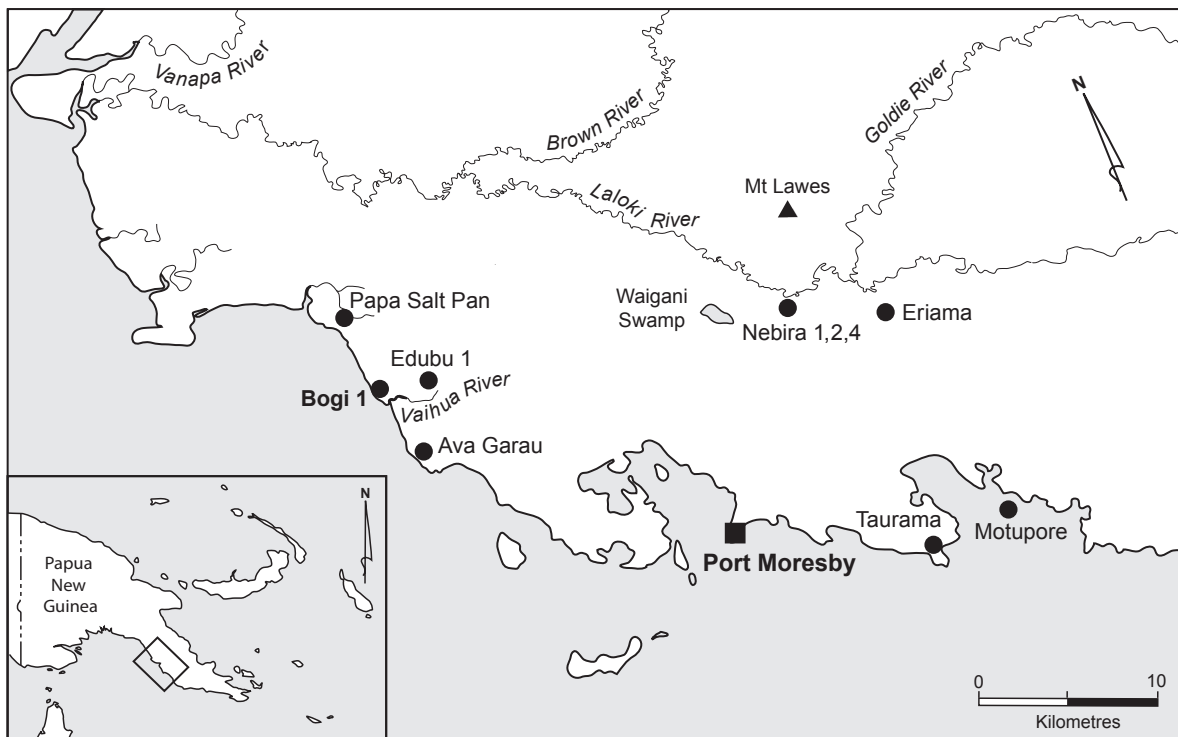 Vanapa River
Brown River
Goldie River
N
Mt Lawes
Laloki River
Papa Salt Pan
Waigani
Swamp
Nebira 1,2,4
Eriama
Edubu 1
Bogi 1
Vaihua River
Ava Garau
Taurama
Motupore
Port Moresby
N
Papua
New
Guinea
0
10
Kilometres